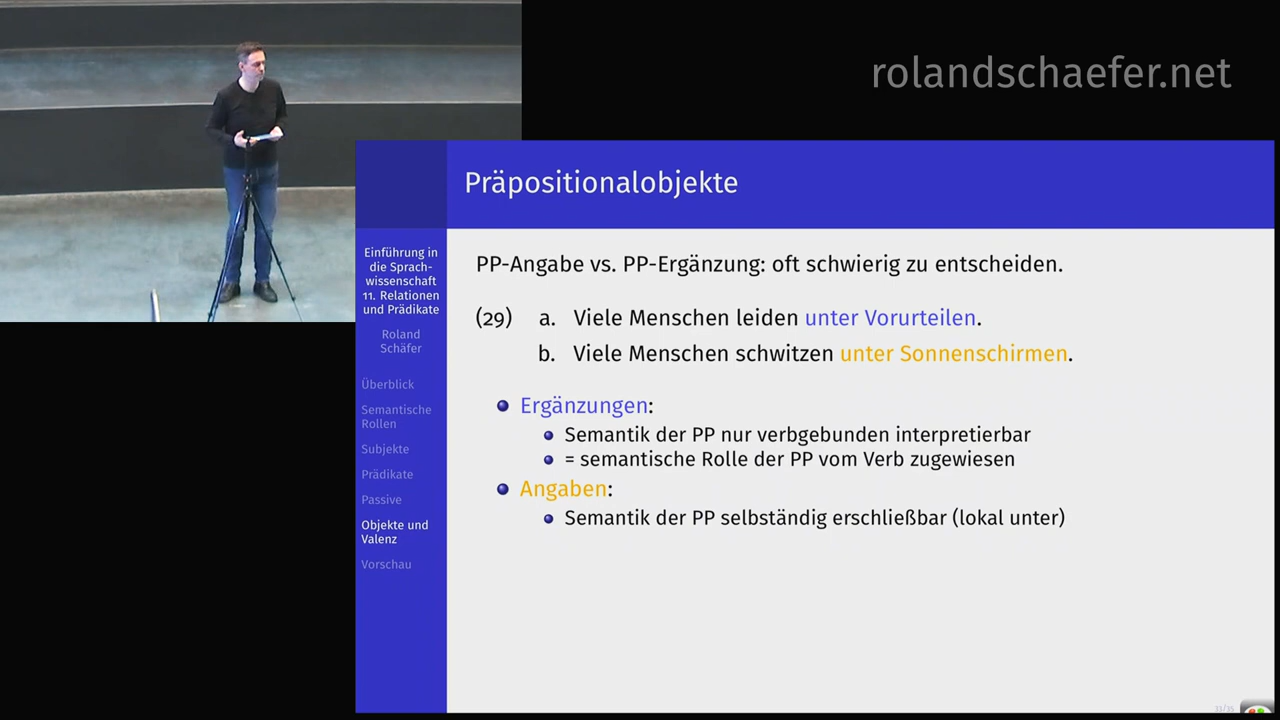 rolandschaefer.net
Präpositionalobjekte
Einführung in
die Sprach-
wissenschaft
11. Relationen
und Prädikate
Roland
Schäfer
Überblick
Semantische
Rollen
Subjekte
Prädikate
Passive
Objekte und
Valenz
Vorschau
PP-Angabe vs. PP-Ergänzung: oft schwierig zu entscheiden.
(29) a. Viele Menschen leiden unter Vorurteilen.
b. Viele Menschen schwitzen unter Sonnenschirmen.
Ergänzungen:
Semantik der PP nur verbgebunden interpretierbar
= semantische Rolle der PP vom Verb zugewiesen
Angaben:
Semantik der PP selbständig erschließbar (lokal unter)